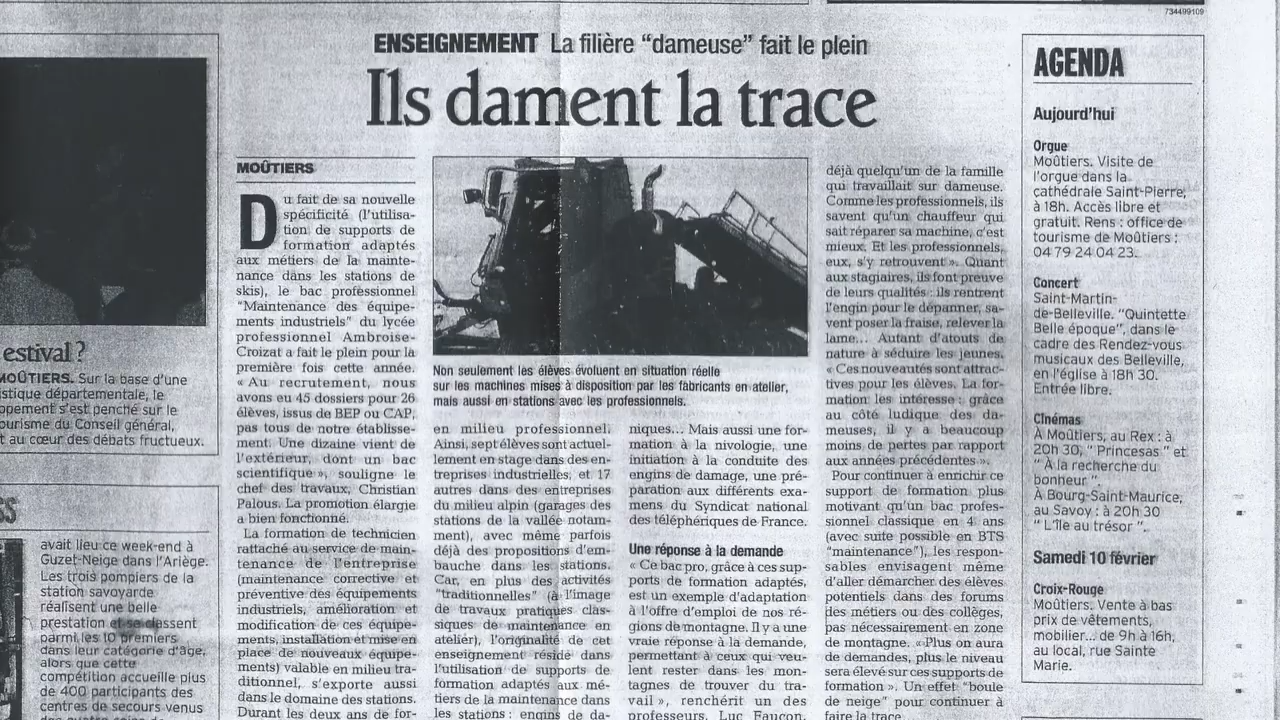 734499109
ENSEIGNEMENT La filière "dameuse" fait le plein
Ils dament la trace
MOÛTIERS
Du fait de sa nouvelle
spécificité (l'utilisa-
tion de supports de
formation adaptés
aux métiers de la mainte-
nance dans les stations de
skis), le bac professionnel
"Maintenance des équipe-
ments industriels" du lycée
professionnel Ambroise-
Croizat a fait le plein pour la
première fois cette année.
« Au recrutement, nous
avons eu 45 dossiers pour 26
élèves, issus de BEP ou CAP,
pas tous de notre établisse-
ment. Une dizaine vient de
l'extérieur, dont un bac
scientifique », souligne le
chef des travaux, Christian
Palous. La promotion élargie
a bien fonctionné.
La formation de technicien
rattaché au service de main-
tenance de l'entreprise
(maintenance corrective et
préventive des équipements
industriels, amélioration et
modification de ces équipe-
ments, installation et mise en
place de nouveaux équipe-
ments) valable en milieu tra-
ditionnel, s'exporte aussi
dans le domaine des stations.
Durant les deux ans de for-
Non seulement les élèves évoluent en situation réelle
sur les machines mises à disposition par les fabricants en atelier,
mais aussi en stations avec les professionnels.
en milieu professionnel.
Ainsi, sept élèves sont actuel-
lement en stage dans des en-
treprises industrielles, et 17
autres dans des entreprises
du milieu alpin (garages des
stations de la vallée notam-
ment), avec même parfois
déjà des propositions d'em-
bauche dans les stations.
Car, en plus des activités
"traditionnelles" (à l'image
de travaux pratiques clas-
siques de maintenance en
atelier), l'originalité de cet
enseignement réside dans
l'utilisation de supports de
formation adaptés aux mé-
tiers de la maintenance dans
les stations : engins de da-
niques... Mais aussi une for-
mation à la nivologie, une
initiation à la conduite des
engins de damage, une pré-
paration aux différents exa-
mens du Syndicat national
des téléphériques de France.
Une réponse à la demande
« Ce bac pro, grâce à ces sup-
ports de formation adaptés,
est un exemple d'adaptation
à l'offre d'emploi de nos ré-
gions de montagne. Il y a une
vraie réponse à la demande,
permettant à ceux qui veu-
lent rester dans les mon-
tagnes de trouver du tra-
vail », renchérit un des
professeurs, Luc Faucon,
déjà quelqu'un de la famille
qui travaillait sur dameuse.
Comme les professionnels, ils
savent qu'un chauffeur qui
sait réparer sa machine, c'est
mieux. Et les professionnels,
eux, s'y retrouvent ». Quant
aux stagiaires, ils font preuve
de leurs qualités : ils rentrent
l'engin pour le dépanner, sa-
vent poser la fraise, relever la
lame... Autant d'atouts de
nature à séduire les jeunes.
« Ces nouveautés sont attrac-
tives pour les élèves. La for-
mation les intéresse : grâce
au côté ludique des da-
meuses, il y a beaucoup
moins de pertes par rapport
aux années précédentes ».
Pour continuer à enrichir ce
support de formation plus
motivant qu'un bac profes-
sionnel classique en 4 ans
(avec suite possible en BTS
"maintenance"), les respon-
sables envisagent même
d'aller démarcher des élèves
potentiels dans des forums
des métiers ou des collèges,
pas nécessairement en zone
de montagne. « Plus on aura
de demandes, plus le niveau
sera élevé sur ces supports de
formation ». Un effet "boule
de neige" pour continuer à
faire la trace.
AGENDA
Aujourd'hui
Orgue
Moûtiers. Visite de
l'orgue dans la
cathédrale Saint-Pierre,
à 18h. Accès libre et
gratuit. Rens : office de
tourisme de Moûtiers :
04 79 24 04 23.
Concert
Saint-Martin-
de-Belleville. "Quintette
Belle époque", dans le
cadre des Rendez-vous
musicaux des Belleville,
en l'église à 18h 30.
Entrée libre.
Cinémas
À Moûtiers, au Rex : à
20h 30, " Princesas " et
" À la recherche du
bonheur ".
À Bourg-Saint-Maurice,
au Savoy : à 20h 30
" L'Île au trésor ".
Samedi 10 février
Croix-Rouge
Moûtiers. Vente à bas
prix de vêtements,
mobilier... de 9h à 16h,
au local, rue Sainte
Marie.
estival ?
MOÛTIERS. Sur la base d'une
istique départementale, le
ppement s'est penché sur le
ourisme du Conseil général,
t au cœur des débats fructueux.
avait lieu ce week-end à
Guzet-Neige dans l'Ariège.
Les trois pompiers de la
station savoyarde
réalisent une belle
prestation et se classent
parmi les 10 premiers
dans leur catégorie d'âge,
alors que cette
compétition accueille plus
de 400 participants des
centres de secours venus